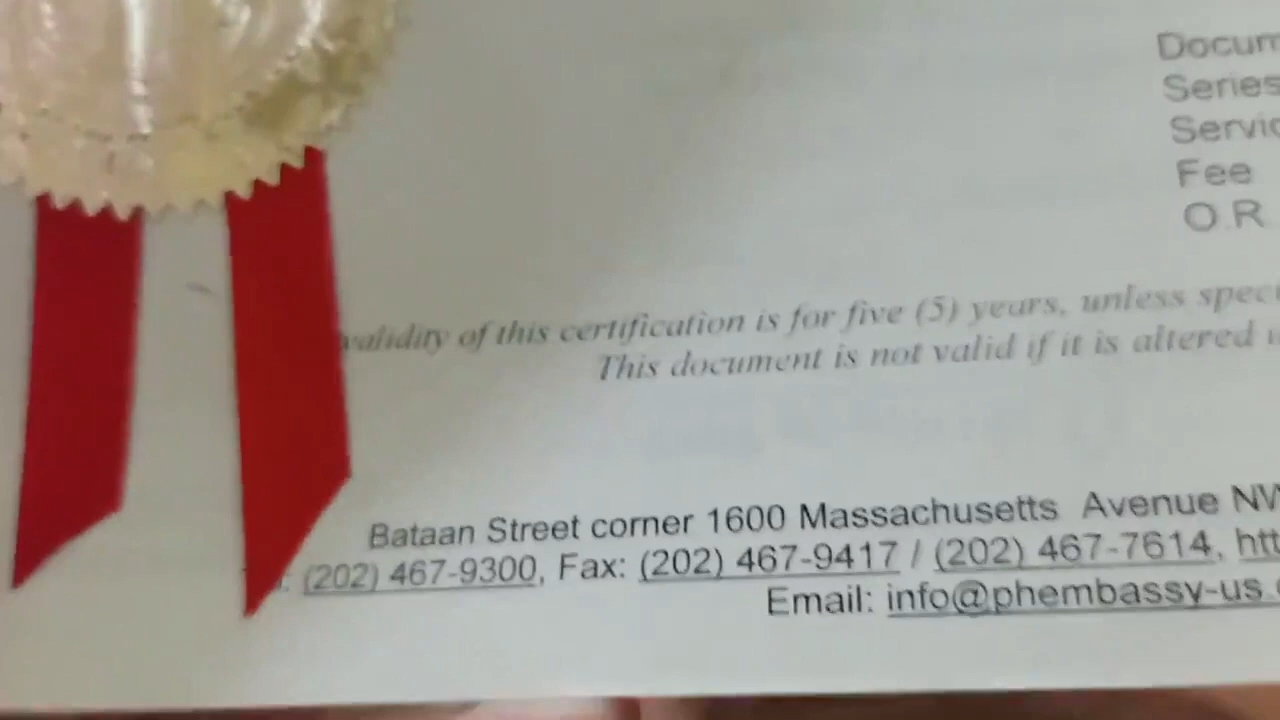 Docum
Series
Servic
Fee
O.R
validity of this certification is for five (5) years, unless speci
This document is not valid if it is altered
Bataan Street corner 1600 Massachusetts Avenue NW
: (202) 467-9300, Fax: (202) 467-9417 / (202) 467-7614, htt
Email: info@phembassy-us.